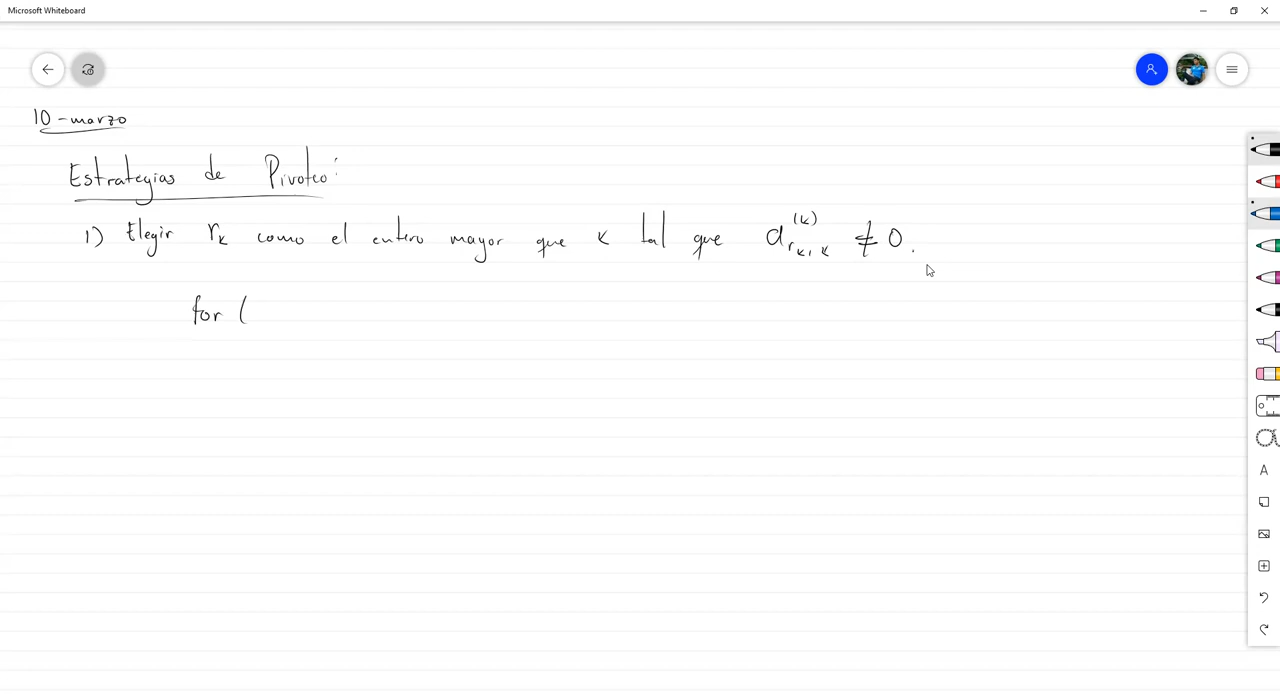 Microsoft Whiteboard
10-marzo
Estrategias de Pivoteo:
1) Elegir r_k como el entero mayor que k tal que a_{r_k,k}^{(k)} ≠ 0.
for (
A